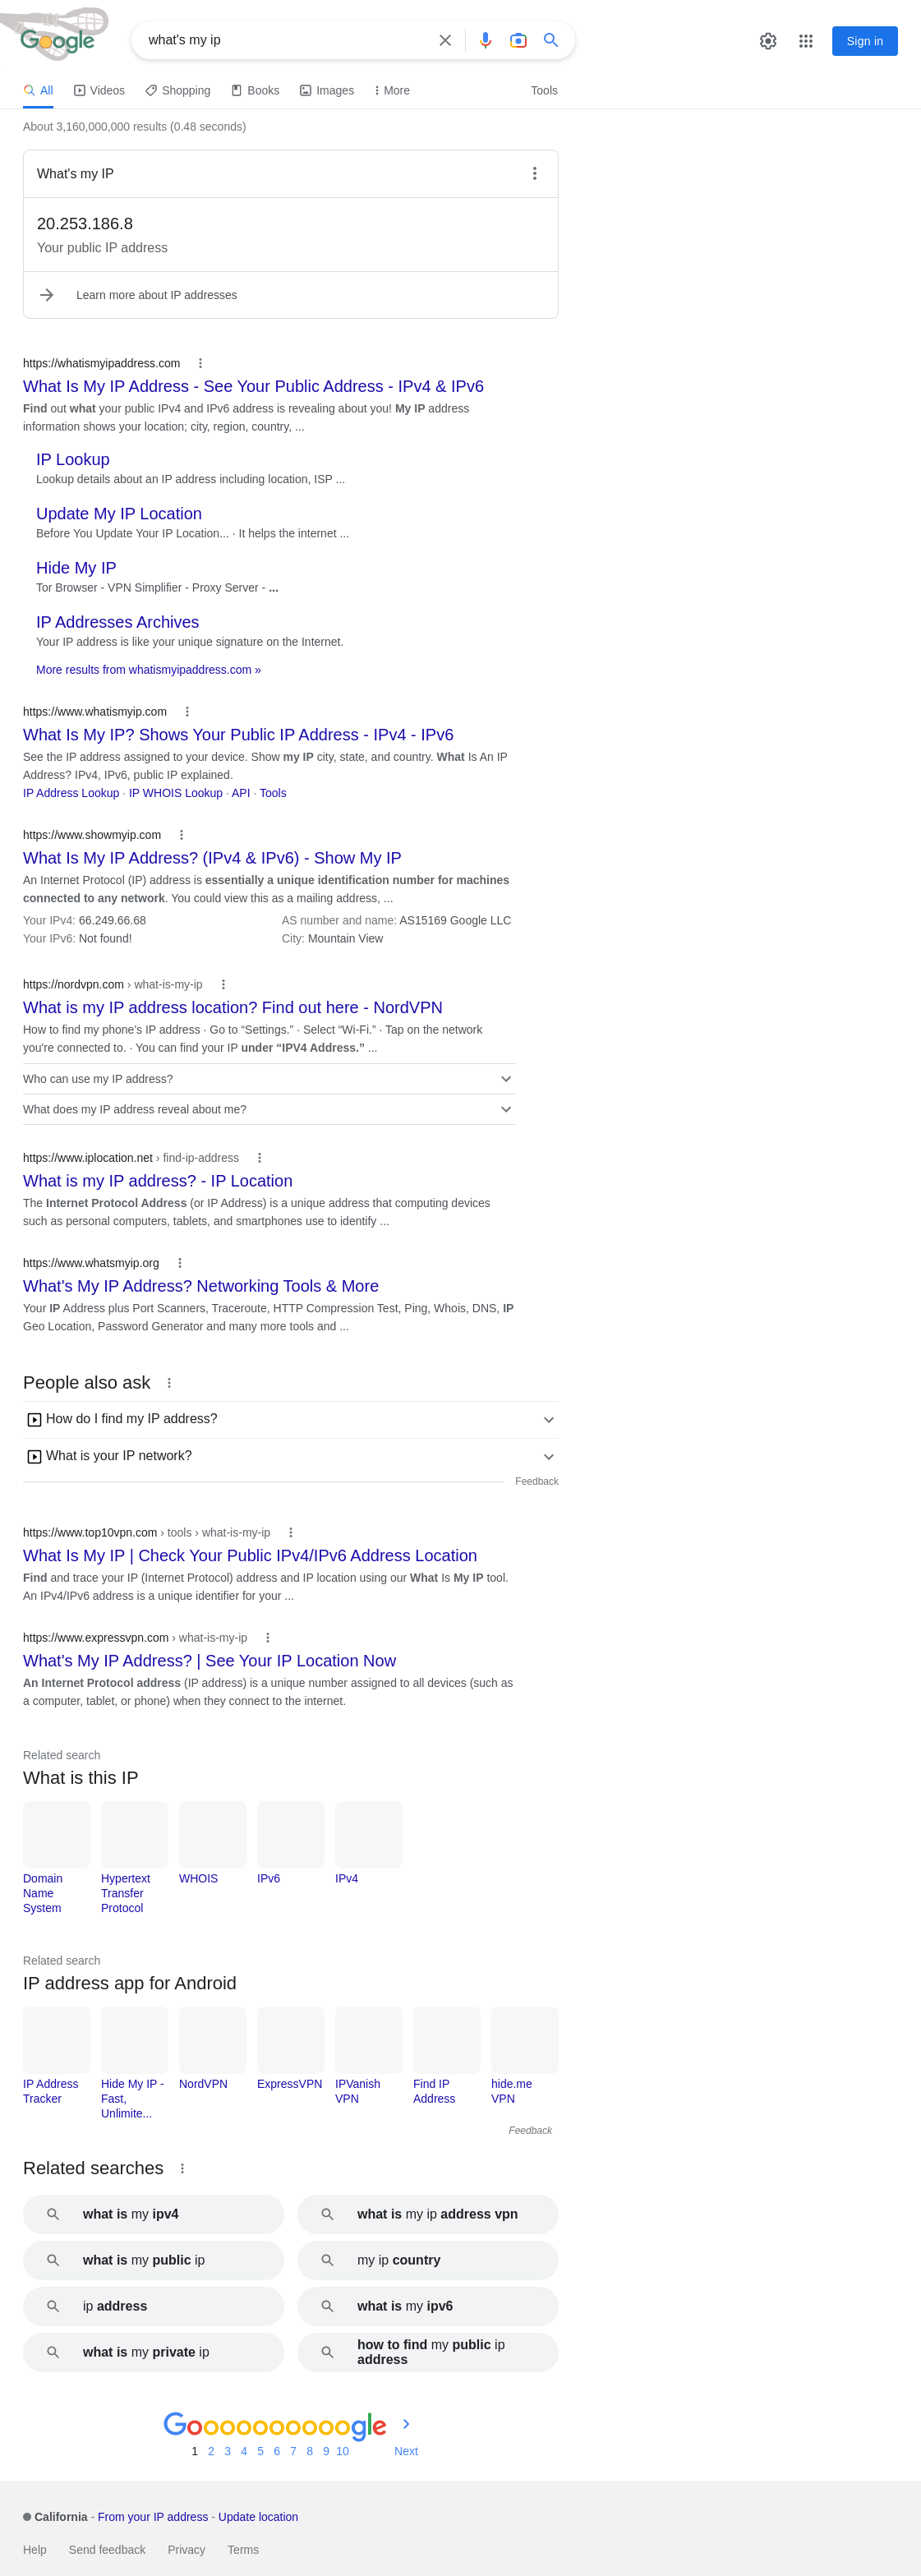 Google
what's my ip
Sign in
All
Videos
Shopping
Books
Images
More
Tools
About 3,160,000,000 results (0.48 seconds)
What's my IP
20.253.186.8
Your public IP address
Learn more about IP addresses
https://whatismyipaddress.com
What Is My IP Address - See Your Public Address - IPv4 & IPv6
Find out what your public IPv4 and IPv6 address is revealing about you! My IP address
information shows your location; city, region, country, ...
IP Lookup
Lookup details about an IP address including location, ISP ...
Update My IP Location
Before You Update Your IP Location... · It helps the internet ...
Hide My IP
Tor Browser - VPN Simplifier - Proxy Server - ...
IP Addresses Archives
Your IP address is like your unique signature on the Internet.
More results from whatismyipaddress.com »
https://www.whatismyip.com
What Is My IP? Shows Your Public IP Address - IPv4 - IPv6
See the IP address assigned to your device. Show my IP city, state, and country. What Is An IP
Address? IPv4, IPv6, public IP explained.
IP Address Lookup · IP WHOIS Lookup · API · Tools
https://www.showmyip.com
What Is My IP Address? (IPv4 & IPv6) - Show My IP
An Internet Protocol (IP) address is essentially a unique identification number for machines
connected to any network. You could view this as a mailing address, ...
Your IPv4: 66.249.66.68
AS number and name: AS15169 Google LLC
Your IPv6: Not found!
City: Mountain View
https://nordvpn.com › what-is-my-ip
What is my IP address location? Find out here - NordVPN
How to find my phone's IP address · Go to “Settings.” · Select “Wi-Fi.” · Tap on the network
you're connected to. · You can find your IP under “IPV4 Address.” ...
Who can use my IP address?
What does my IP address reveal about me?
https://www.iplocation.net › find-ip-address
What is my IP address? - IP Location
The Internet Protocol Address (or IP Address) is a unique address that computing devices
such as personal computers, tablets, and smartphones use to identify ...
https://www.whatsmyip.org
What's My IP Address? Networking Tools & More
Your IP Address plus Port Scanners, Traceroute, HTTP Compression Test, Ping, Whois, DNS, IP
Geo Location, Password Generator and many more tools and ...
People also ask
How do I find my IP address?
What is your IP network?
Feedback
https://www.top10vpn.com › tools › what-is-my-ip
What Is My IP | Check Your Public IPv4/IPv6 Address Location
Find and trace your IP (Internet Protocol) address and IP location using our What Is My IP tool.
An IPv4/IPv6 address is a unique identifier for your ...
https://www.expressvpn.com › what-is-my-ip
What's My IP Address? | See Your IP Location Now
An Internet Protocol address (IP address) is a unique number assigned to all devices (such as
a computer, tablet, or phone) when they connect to the internet.
Related search
What is this IP
Domain
Name
System
Hypertext
Transfer
Protocol
WHOIS
IPv6
IPv4
Related search
IP address app for Android
IP Address
Tracker
Hide My IP -
Fast,
Unlimite...
NordVPN
ExpressVPN
IPVanish
VPN
Find IP
Address
hide.me
VPN
Feedback
Related searches
what is my ipv4
what is my ip address vpn
what is my public ip
my ip country
ip address
what is my ipv6
what is my private ip
how to find my public ip
address
Goooooooooogle
1 2 3 4 5 6 7 8 9 10
Next
California - From your IP address - Update location
Help
Send feedback
Privacy
Terms